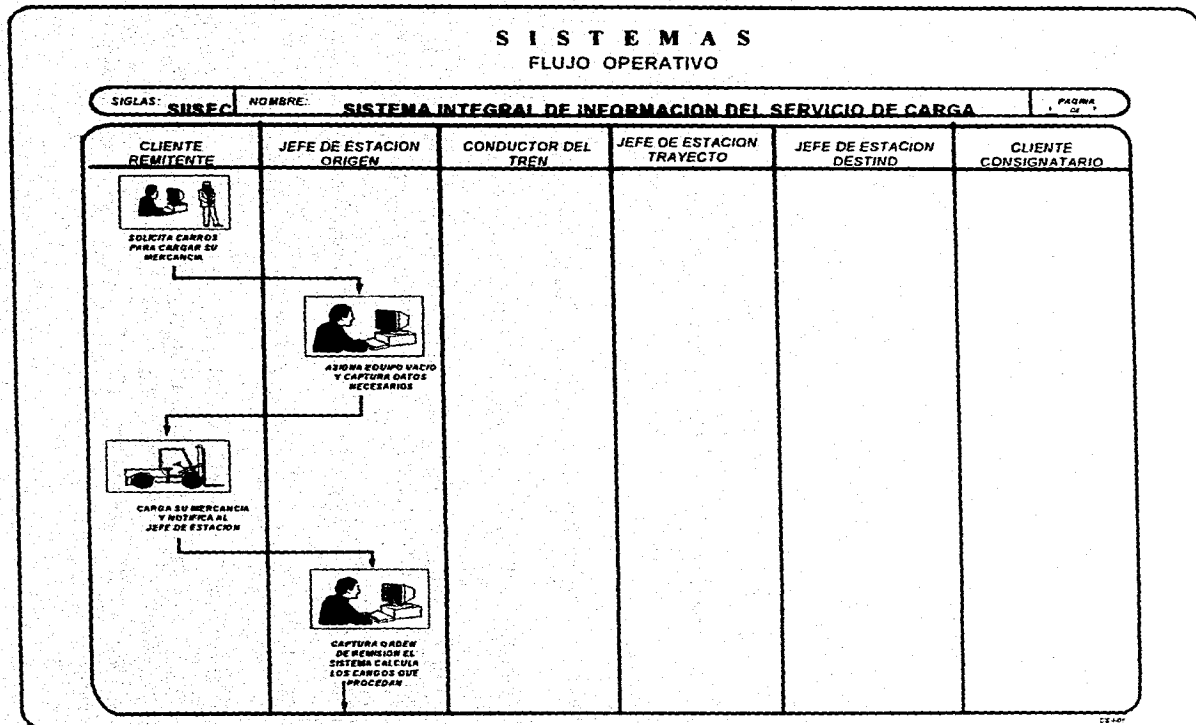 S I S T E M A S
FLUJO OPERATIVO
SIGLAS: SIISEC NOMBRE: SISTEMA INTEGRAL DE INFORMACION DEL SERVICIO DE CARGA PAGINA
DE
CLIENTE
REMITENTE
JEFE DE ESTACION
ORIGEN
CONDUCTOR DEL
TREN
JEFE DE ESTACION
TRAYECTO
JEFE DE ESTACION
DESTINO
CLIENTE
CONSIGNATARIO
SOLICITA CARROS
PARA CARGAR SU
MERCANCIA
ASIGNA EQUIPO VACIO
Y CAPTURA DATOS
NECESARIOS
CARGA SU MERCANCIA
Y NOTIFICA AL
JEFE DE ESTACION
CAPTURA ORDEN
DE REMISION EL
SISTEMA CALCULA
LOS CARGOS QUE
PROCEDAN